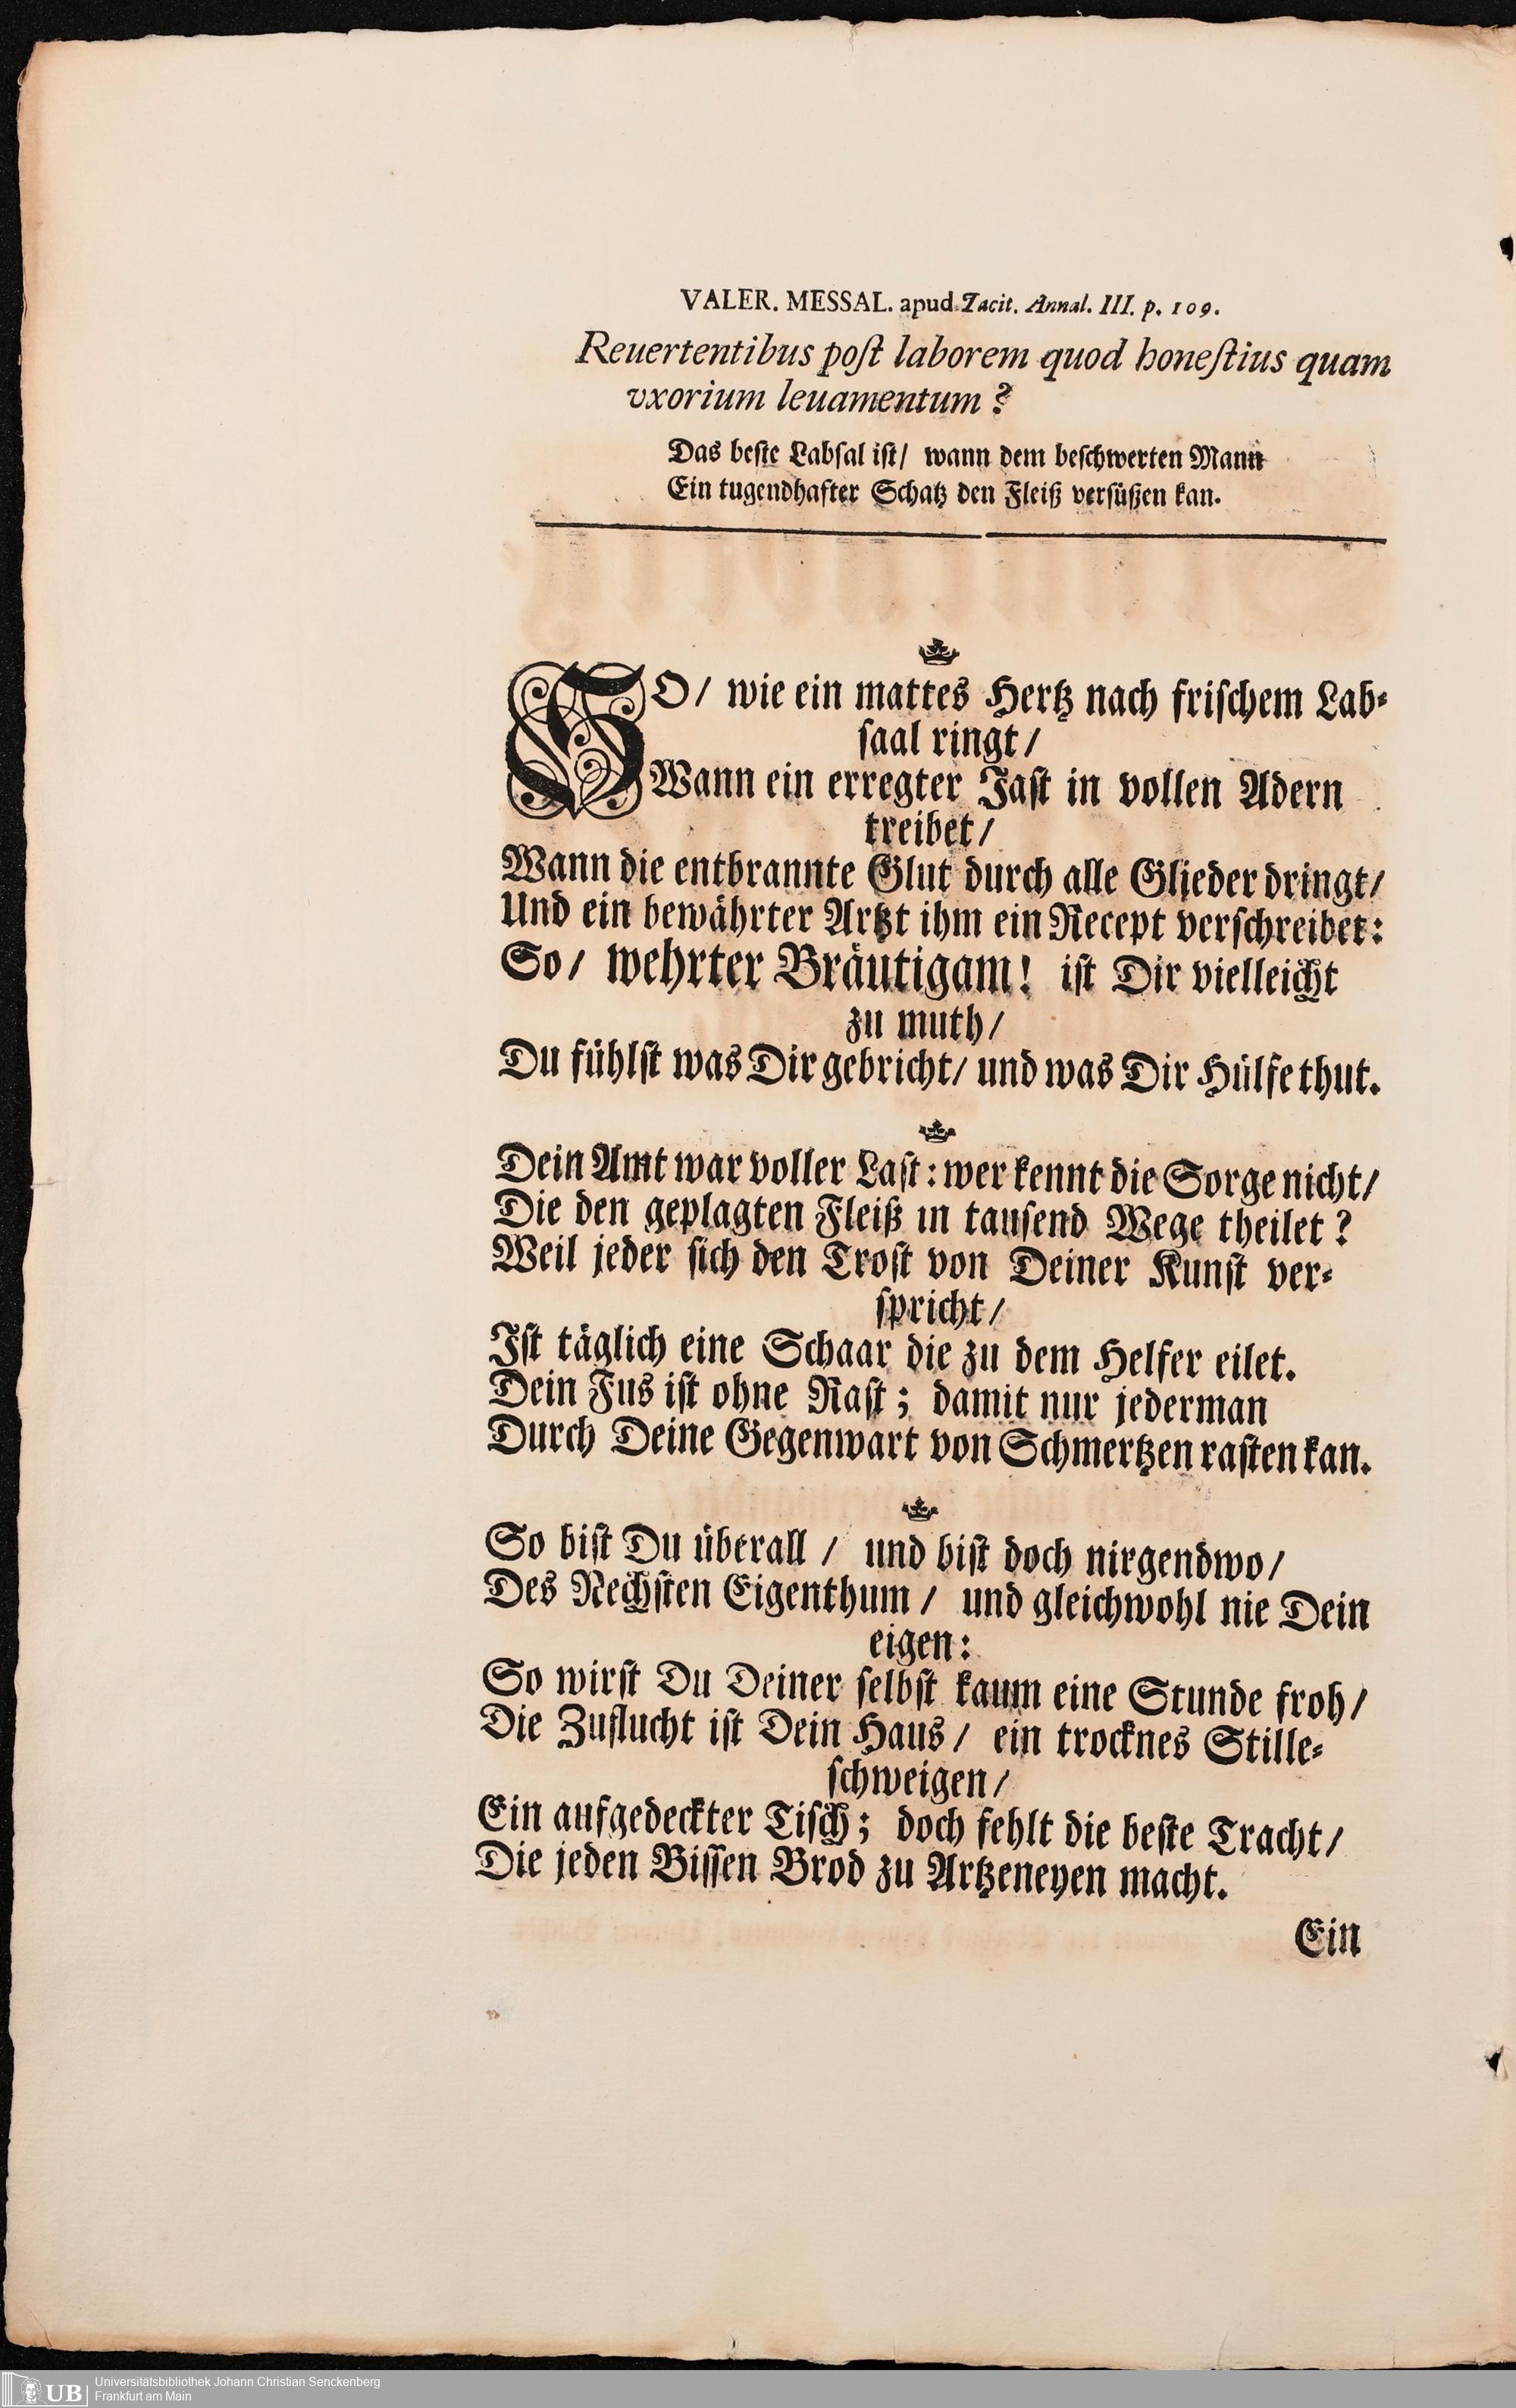 VALER. MESSAL. apud Tacit. Annal. III. p. 109.
Reuertentibus poſt laborem quod honeſtius quam
vxorium leuamentum?
Das beſte Labſal iſt/ wann dem beſchwerten Mann
Ein tugendhafter Schatz den Fleiß verſüßen kan.
SO/ wie ein mattes Hertz nach friſchem Lab-
ſaal ringt/
Wann ein erregter Jaſt in vollen Adern
treibet/
Wann die entbrannte Glut durch alle Glieder dringt/
Und ein bewährter Artzt ihm ein Recept verſchreibet:
So/ wehrter Bräutigam! iſt Dir vielleicht
zu muth/
Du fühlſt was Dir gebricht/ und was Dir Hülfe thut.
Dein Amt war voller Laſt: wer kennt die Sorge nicht/
Die den geplagten Fleiß in tauſend Wege theilet?
Weil jeder ſich den Troſt von Deiner Kunſt ver-
ſpricht/
Iſt täglich eine Schaar die zu dem Helfer eilet.
Dein Fus iſt ohne Raſt; damit nur jederman
Durch Deine Gegenwart von Schmertzen raſten kan.
So biſt Du überall/ und biſt doch nirgendwo/
Des Nechſten Eigenthum/ und gleichwohl nie Dein
eigen:
So wirſt Du Deiner ſelbſt kaum eine Stunde froh/
Die Zuflucht iſt Dein Haus/ ein trocknes Stille-
ſchweigen/
Ein aufgedeckter Tiſch; doch fehlt die beſte Tracht/
Die jeden Biſſen Brod zu Artzeneyen macht.
Ein
UB
Universitätsbibliothek Johann Christian Senckenberg
Frankfurt am Main